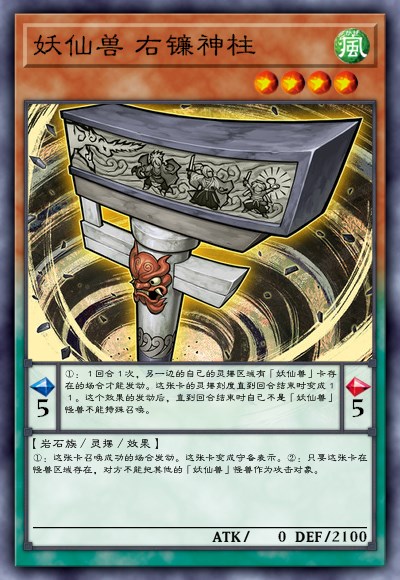 妖仙兽 右镰神柱
風
①：1回合1次，另一边的自己的灵摆区域有「妖仙兽」卡存
在的场合才能发动。这张卡的灵摆刻度直到回合结束时变成1
1。这个效果的发动后，直到回合结束时自己不是「妖仙兽」
怪兽不能特殊召唤。
5
5
【岩石族／灵摆／效果】
①：这张卡召唤成功的场合发动。这张卡变成守备表示。②：只要这张卡在
怪兽区域存在，对方不能把其他的「妖仙兽」怪兽作为攻击对象。
ATK/ 0 DEF/2100